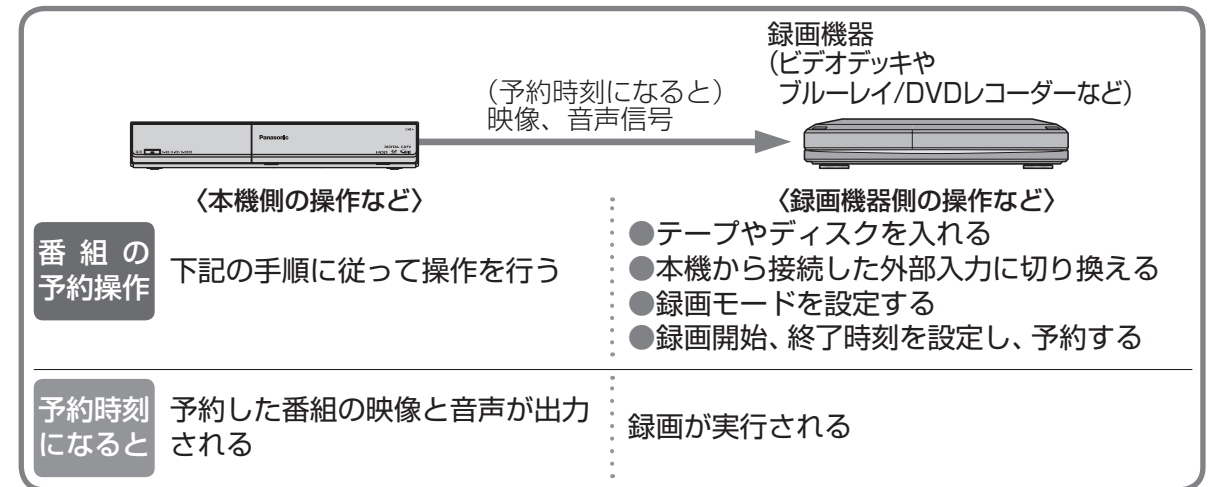 録画機器
（ビデオデッキや
ブルーレイ/DVDレコーダーなど）
（予約時刻になると）
映像、音声信号
Panasonic
DIGITAL CATV
HDD
〈本機側の操作など〉
〈録画機器側の操作など〉
番組の
予約操作
下記の手順に従って操作を行う
●テープやディスクを入れる
●本機から接続した外部入力に切り換える
●録画モードを設定する
●録画開始、終了時刻を設定し、予約する
予約時刻
になると
予約した番組の映像と音声が出力
される
録画が実行される